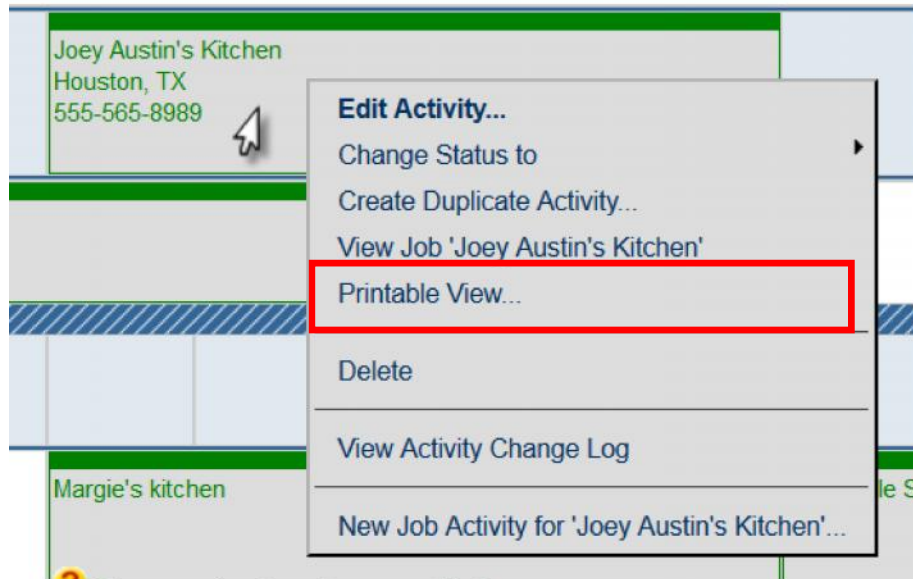 Joey Austin's Kitchen
Houston, TX
555-565-8989
Edit Activity...
Change Status to
Create Duplicate Activity...
View Job 'Joey Austin's Kitchen'
Printable View...
Delete
View Activity Change Log
New Job Activity for 'Joey Austin's Kitchen'...
Margie's kitchen
le S